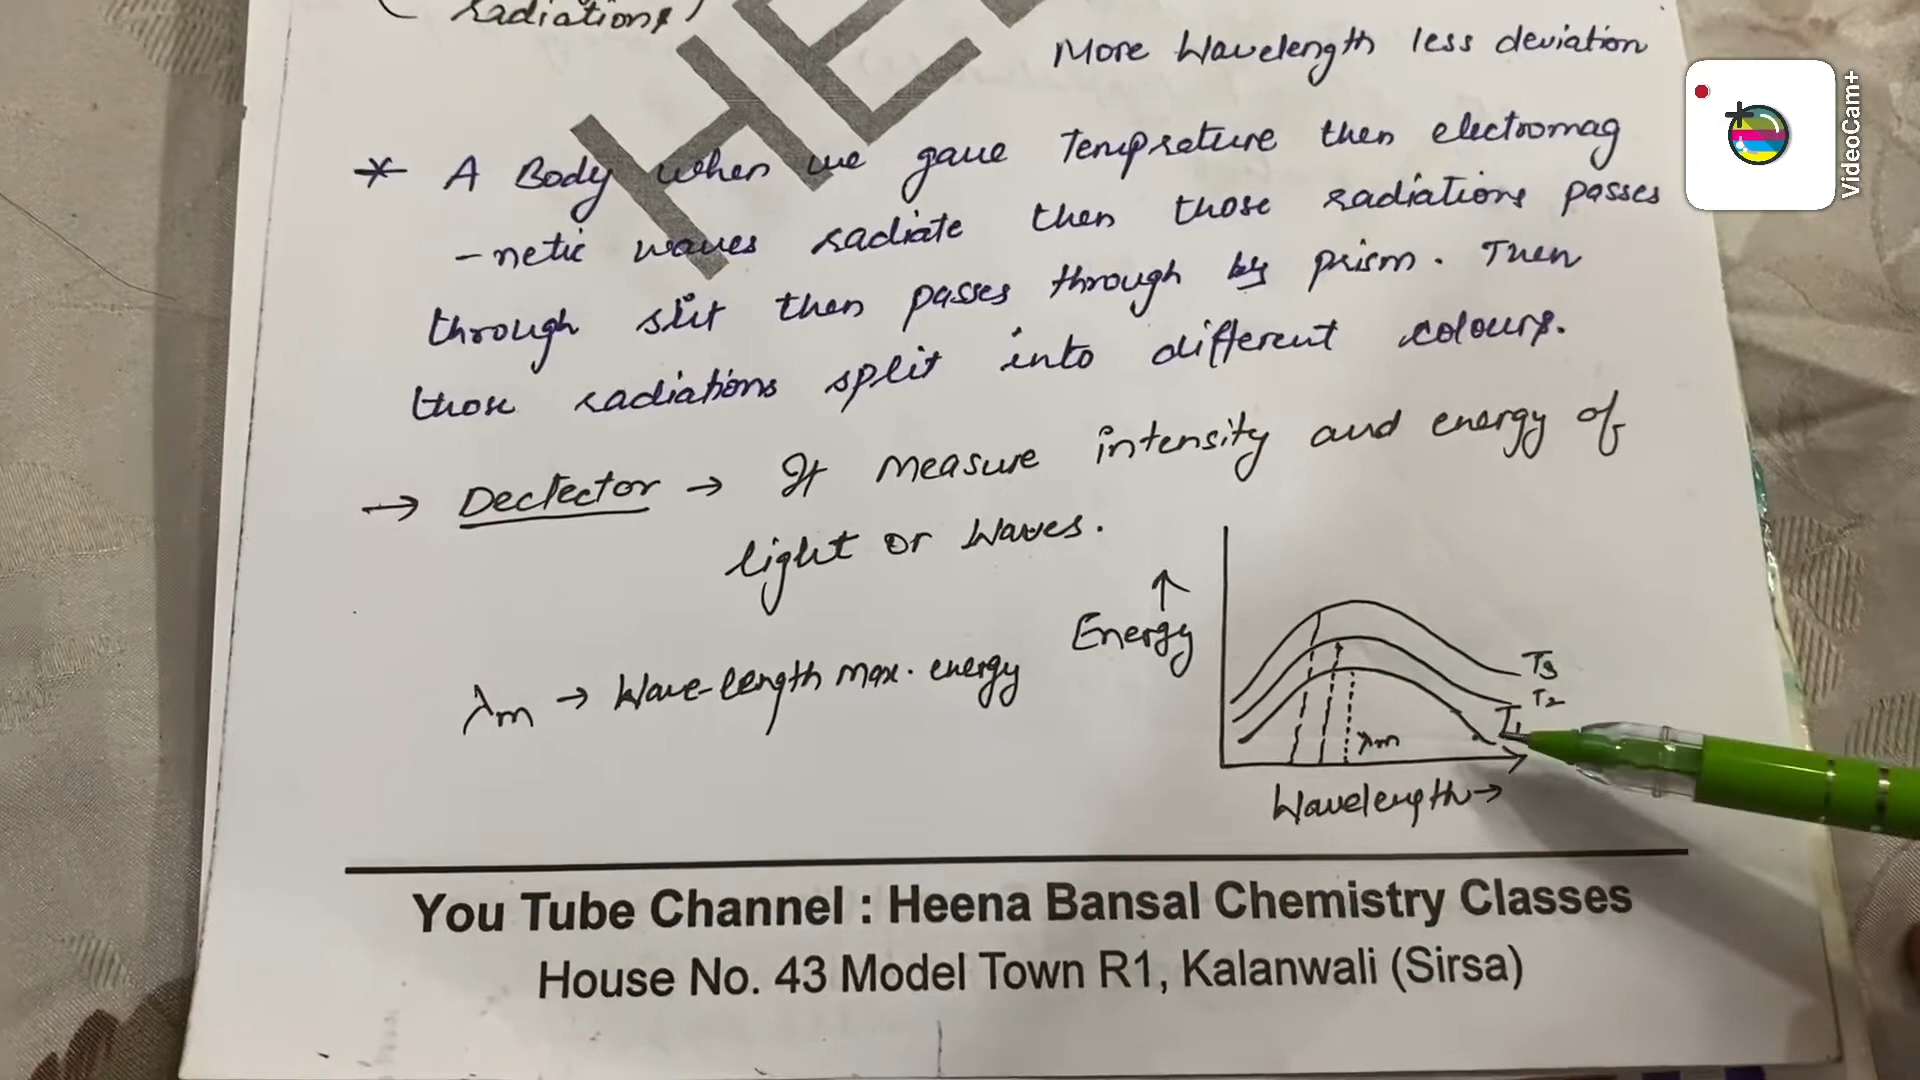 radiations)
More Wavelength less deviation
HE
* A Body when we gave Temprature then electromag
-netic waves radiate then those radiations passes
through slit then passes through by prism. Then
those radiations split into different colours.
→ Dectector → It measure intensity and energy of
light or waves.
↑
Energy
λm → Wave-length max. energy
T3
T2
T1
λm
Wavelength→
You Tube Channel : Heena Bansal Chemistry Classes
House No. 43 Model Town R1, Kalanwali (Sirsa)
VideoCam+